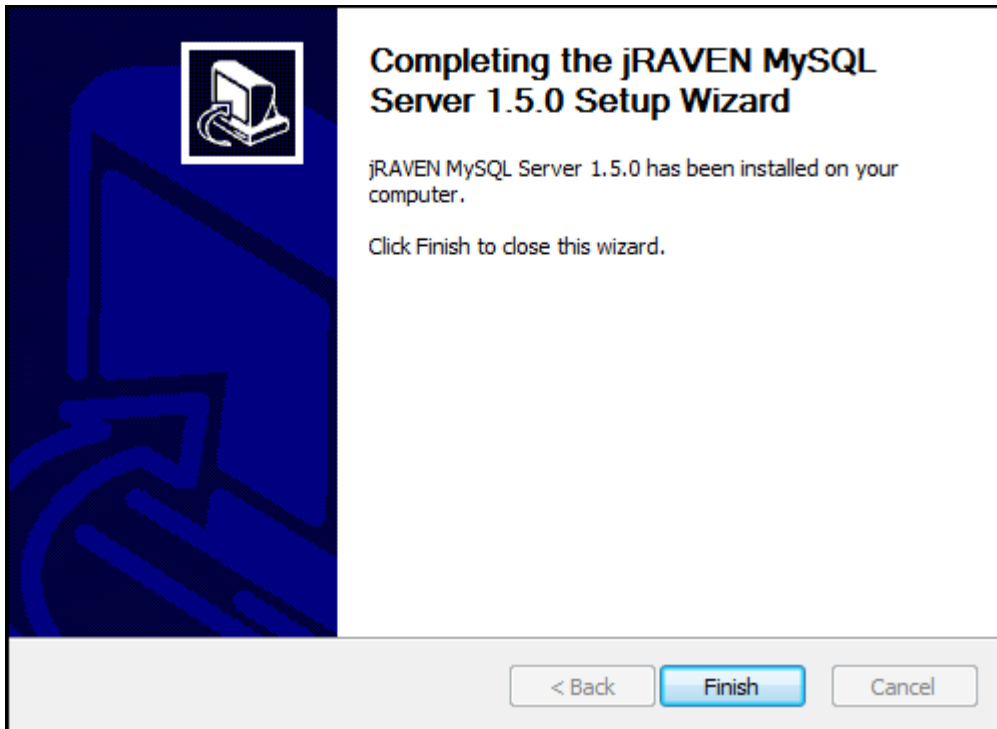 Completing the jRAVEN MySQL
Server 1.5.0 Setup Wizard
jRAVEN MySQL Server 1.5.0 has been installed on your
computer.
Click Finish to close this wizard.
< Back
Finish
Cancel